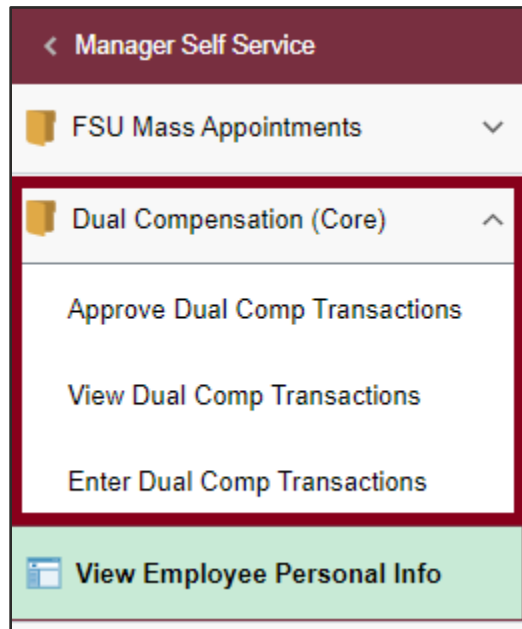 Manager Self Service
FSU Mass Appointments
Dual Compensation (Core)
Approve Dual Comp Transactions
View Dual Comp Transactions
Enter Dual Comp Transactions
View Employee Personal Info